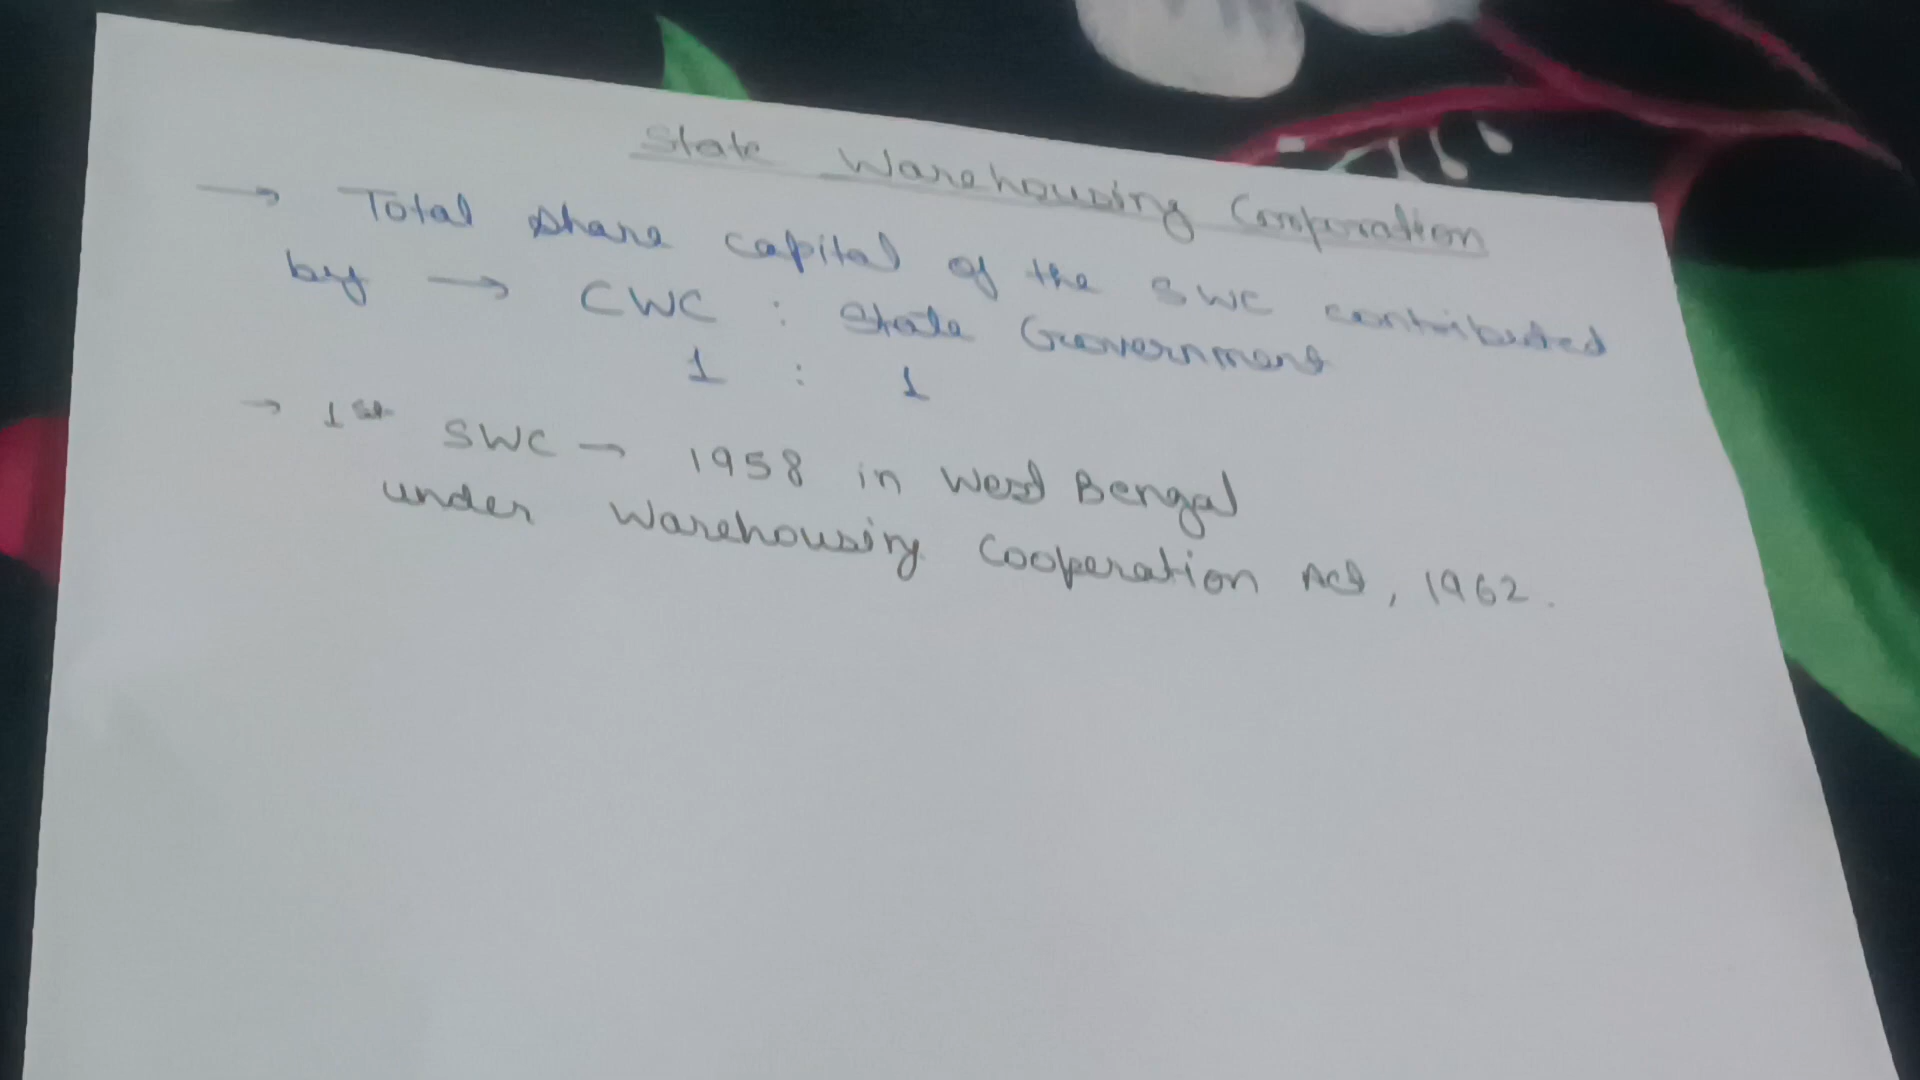 State Warehousing Corporation
→ Total share capital of the SWC contributed
by → CWC : State Government
1 : 1
→ 1st SWC → 1958 in West Bengal
under Warehousing Cooperation Act, 1962.